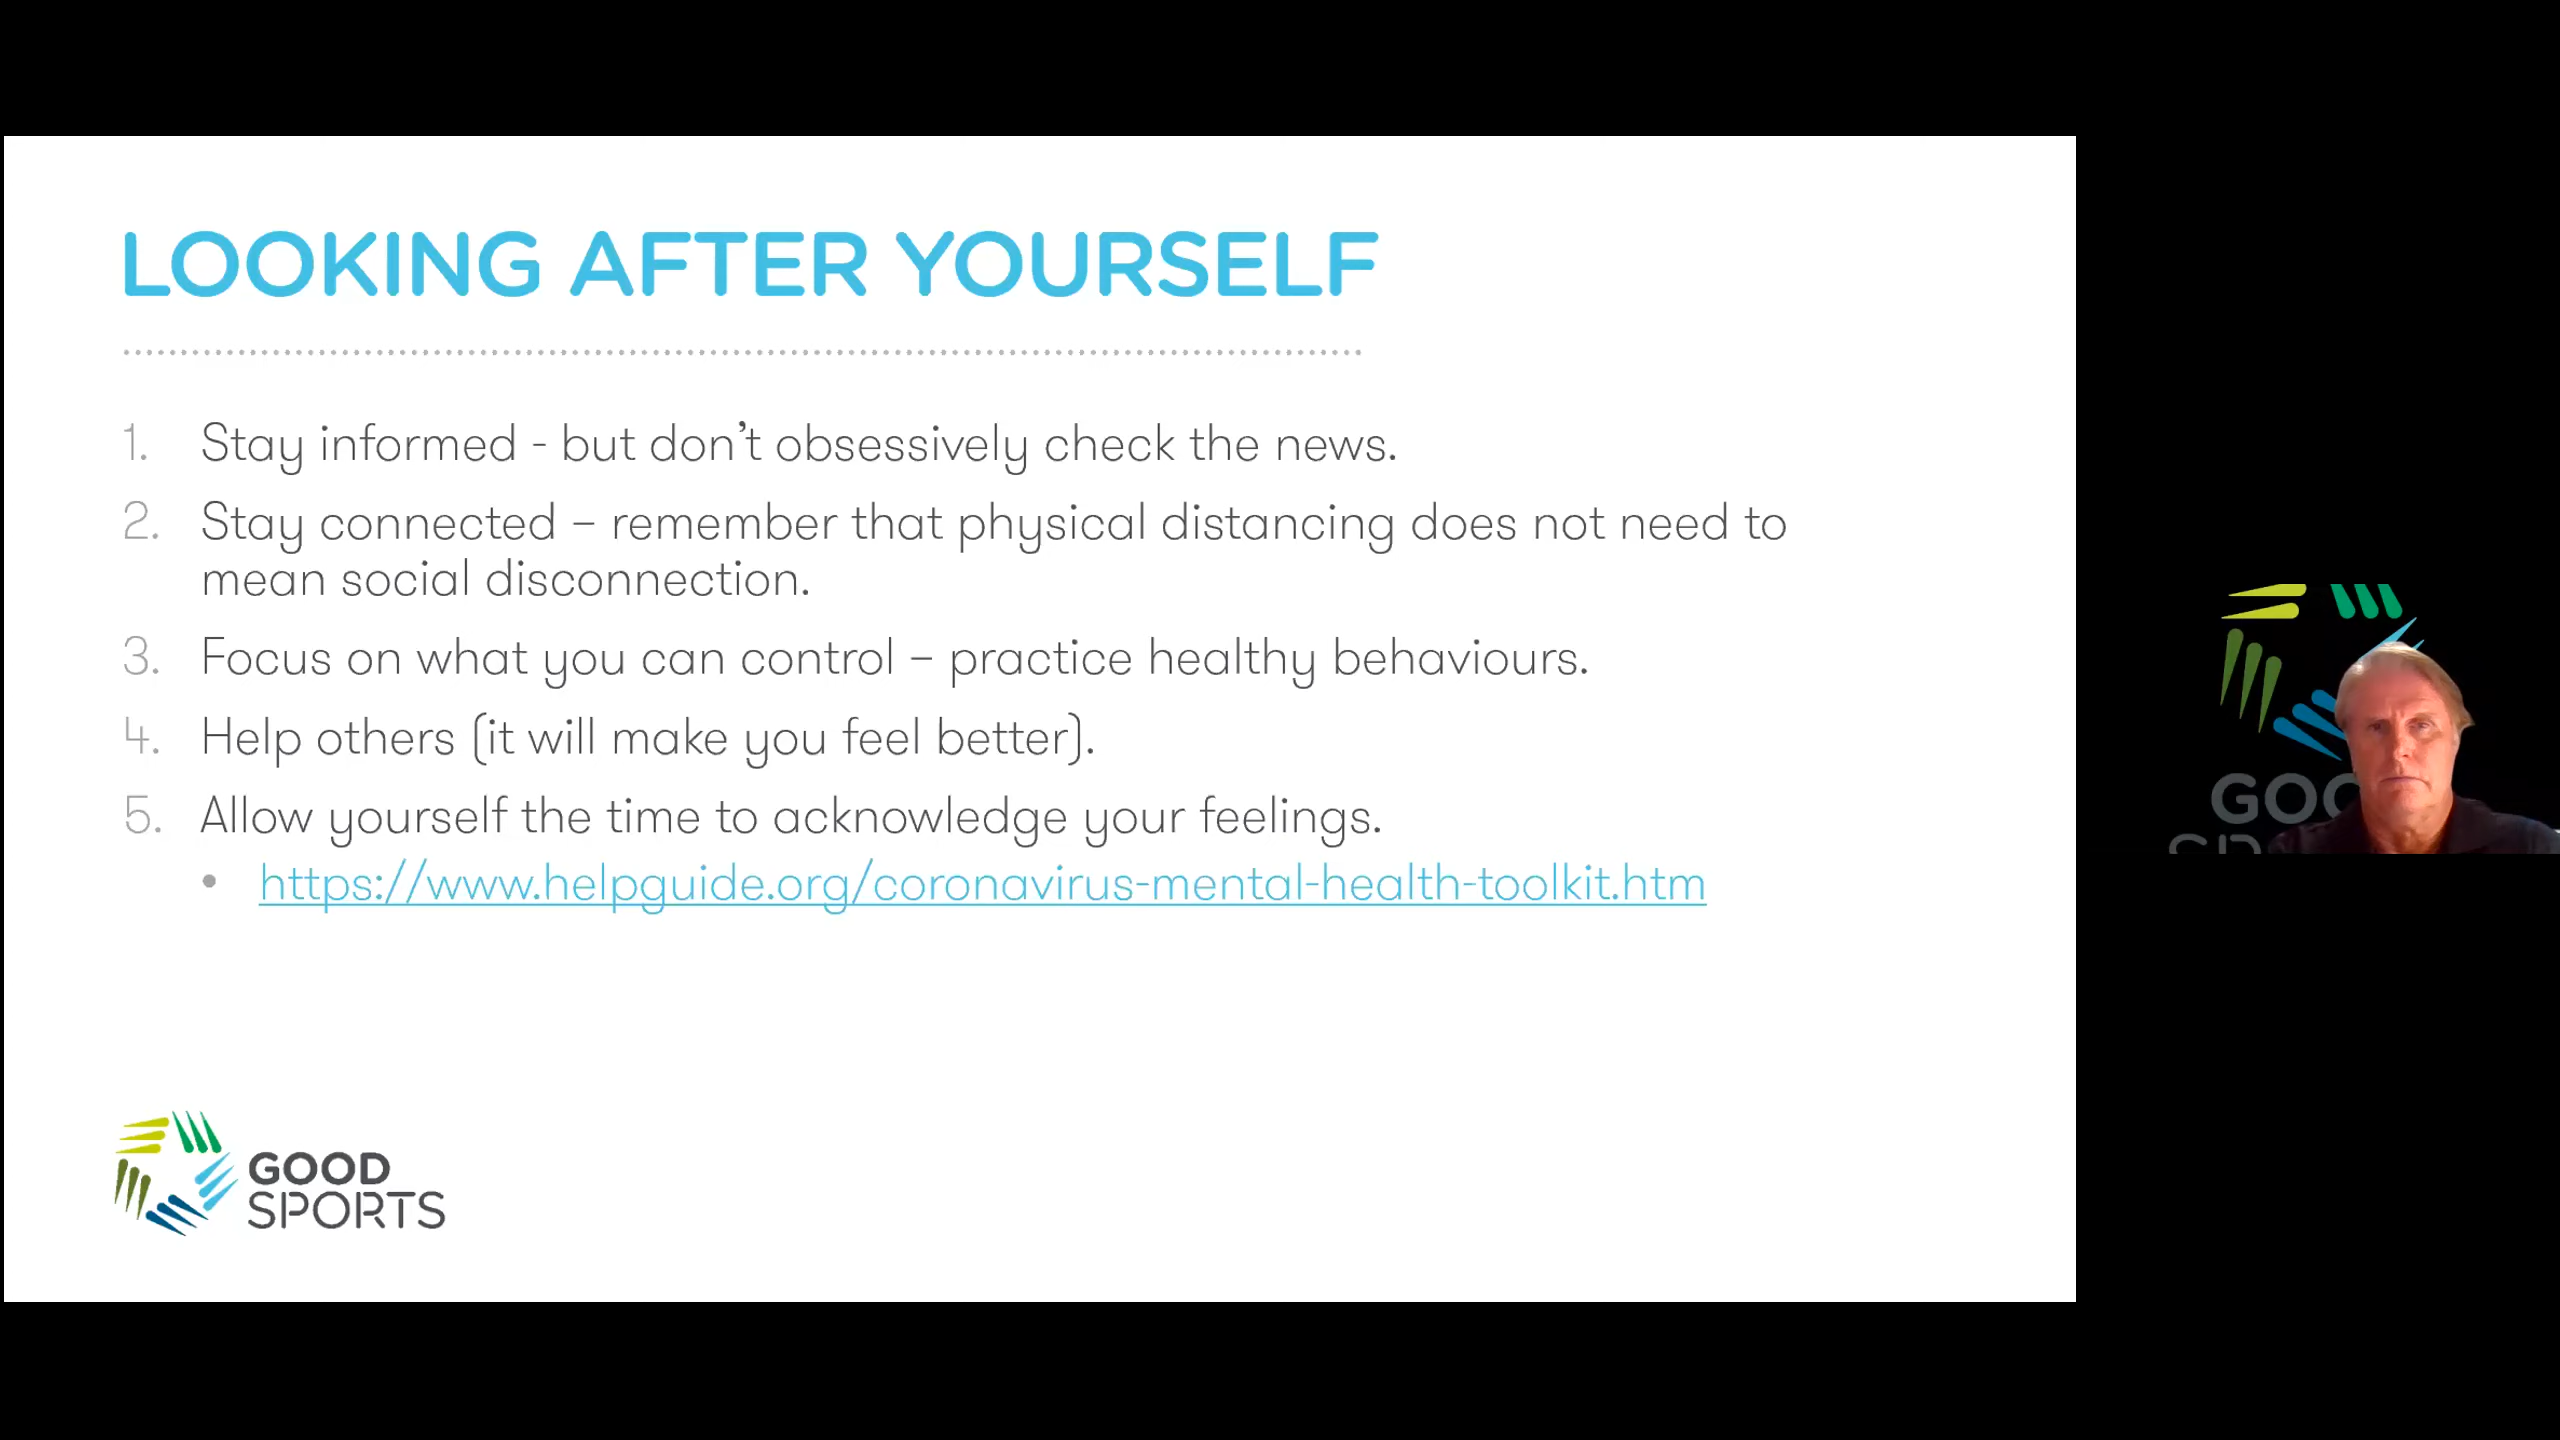 LOOKING AFTER YOURSELF
1. Stay informed - but don’t obsessively check the news.
2. Stay connected – remember that physical distancing does not need to
mean social disconnection.
3. Focus on what you can control – practice healthy behaviours.
4. Help others (it will make you feel better).
5. Allow yourself the time to acknowledge your feelings.
• https://www.helpguide.org/coronavirus-mental-health-toolkit.htm
GOOD
SPORTS